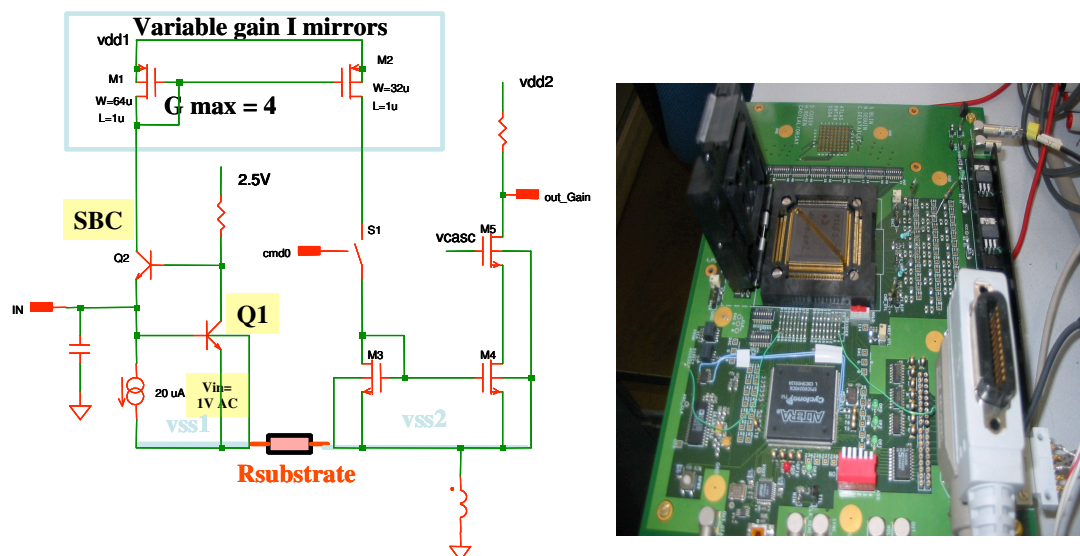 Variable gain I mirrors
vdd1
M1
M2
W=64u
L=1u
G max = 4
W=32u
L=1u
vdd2
2.5V
out_Gain
SBC
S1
vcasc
M5
cmd0
Q2
IN
Q1
M3
M4
20 uA
Vin=
1V AC
vss1
vss2
Rsubstrate
ALTERA
Cyclone